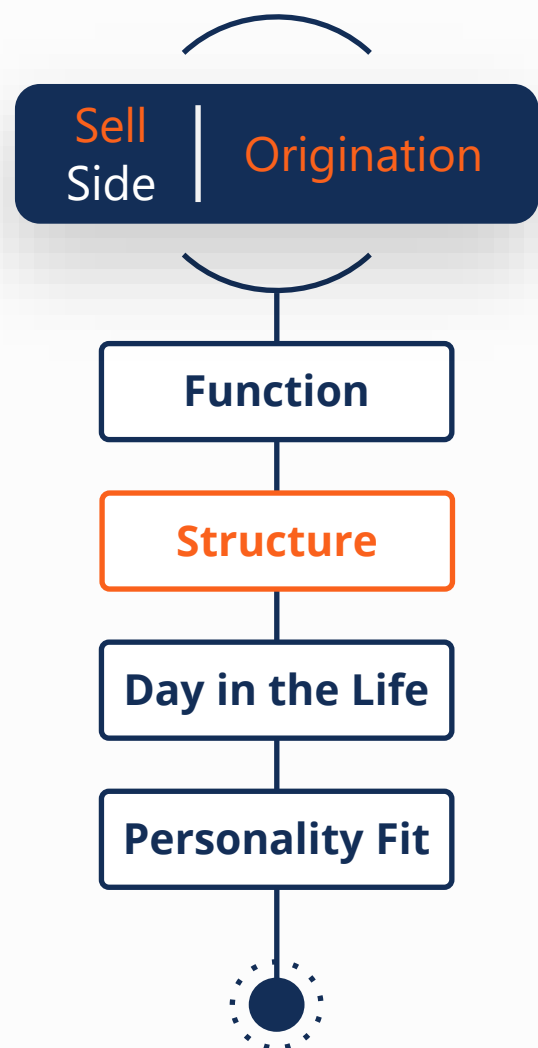 Sell
Side
Origination
Function
Structure
Day in the Life
Personality Fit